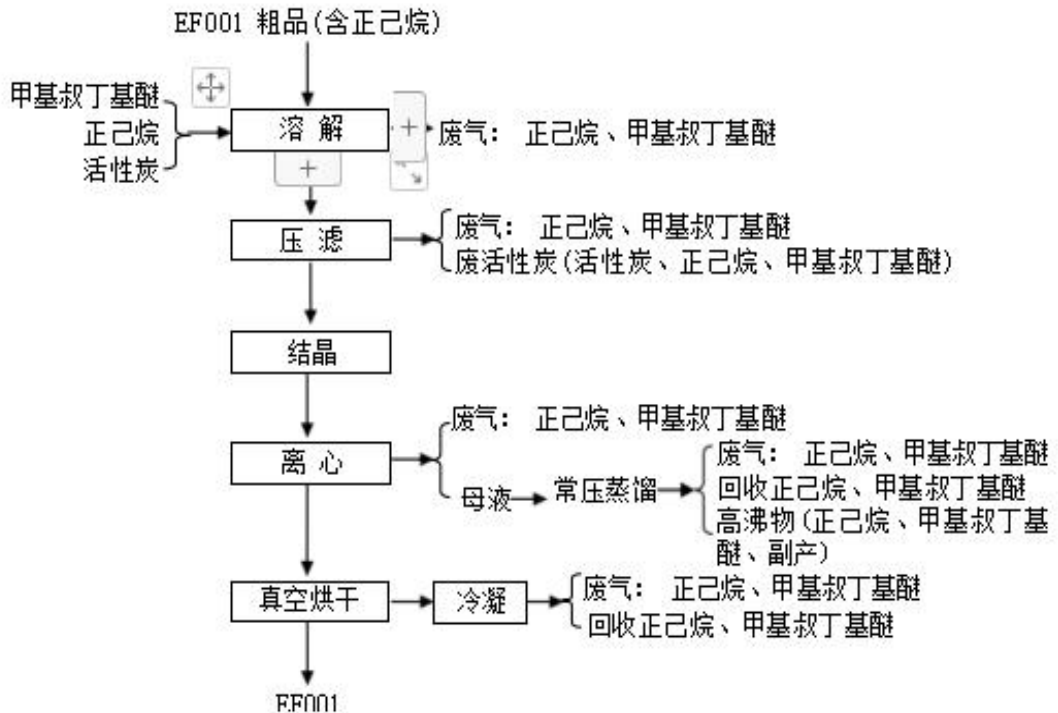 EF001 粗品(含正己烷)
甲基叔丁基醚
正己烷
活性炭
溶 解
废气: 正己烷、甲基叔丁基醚
压 滤
废气: 正己烷、甲基叔丁基醚
废活性炭(活性炭、正己烷、甲基叔丁基醚)
结晶
离 心
废气: 正己烷、甲基叔丁基醚
母液
常压蒸馏
废气: 正己烷、甲基叔丁基醚
回收正己烷、甲基叔丁基醚
高沸物(正己烷、甲基叔丁基
醚、副产)
真空烘干
冷凝
废气: 正己烷、甲基叔丁基醚
回收正己烷、甲基叔丁基醚
EF001